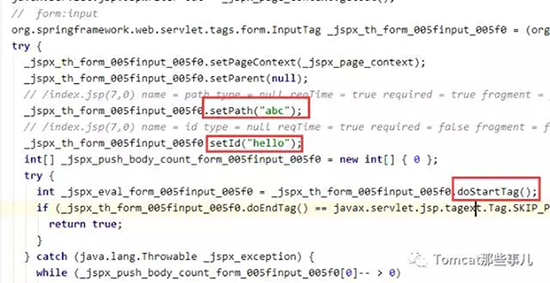 //  form:input
org.springframework.web.servlet.tags.form.InputTag _jspx_th_form_005finput_005f0 = (org
try {
_jspx_th_form_005finput_005f0.setPageContext(_jspx_page_context);
_jspx_th_form_005finput_005f0.setParent(null);
// /index.jsp(7,0) name = path type = null reqTime = true required = true fragment =
_jspx_th_form_005finput_005f0.setPath("abc");
// /index.jsp(7,0) name = id type = null reqTime = true required = false fragment = f
_jspx_th_form_005finput_005f0.setId("hello");
int[] _jspx_push_body_count_form_005finput_005f0 = new int[] { 0 };
try {
int _jspx_eval_form_005finput_005f0 = _jspx_th_form_005finput_005f0.doStartTag();
if (_jspx_th_form_005finput_005f0.doEndTag() == javax.servlet.jsp.tagext.Tag.SKIP_P
return true;
}
} catch (java.lang.Throwable _jspx_exception) {
while (_jspx_push_body_count_form_005finput_005f0[0]-- > 0)
Tomcat那些事儿